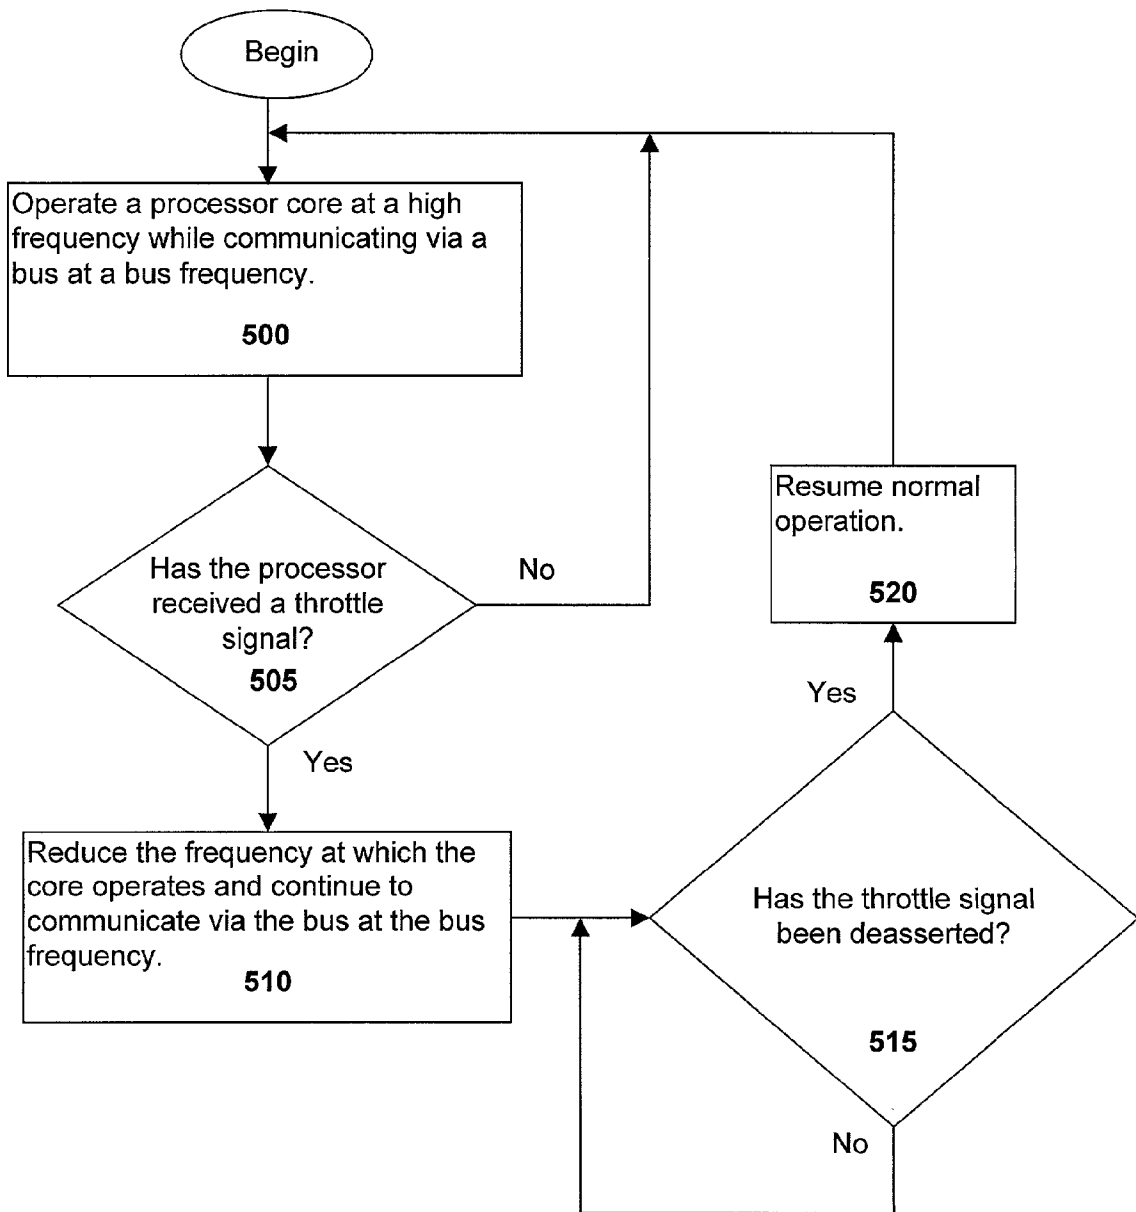 Begin
Operate a processor core at a high
frequency while communicating via a
bus at a bus frequency.
500
Has the processor
received a throttle
signal?
505
No
Yes
Reduce the frequency at which the
core operates and continue to
communicate via the bus at the bus
frequency.
510
Has the throttle signal
been deasserted?
515
No
Yes
Resume normal
operation.
520